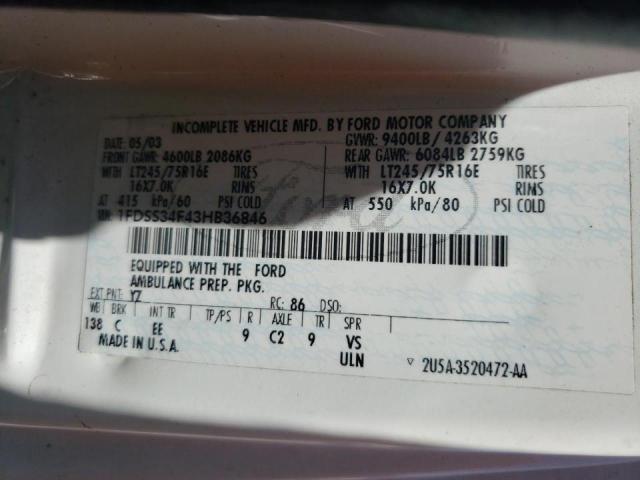 INCOMPLETE VEHICLE MFD. BY FORD MOTOR COMPANY
DATE: 05/03 GVWR: 9400LB/ 4263KG
FRONT GAWR: 4600LB 2086KG REAR GAWR: 6084LB 2759KG
WITH LT245/75R16E TIRES WITH LT245/75R16E TIRES
16X7.0K RIMS 16X7.0K RIMS
AT 415 kPa/60 PSI COLD AT 550 kPa/80 PSI COLD
VIN: 1FDSS34F43HB36846
Ford
EQUIPPED WITH THE FORD
AMBULANCE PREP. PKG.
EXT PNT: YZ RC: 86 DSO:
WB BRK INT TR TP/PS R AXLE TR SPR
138 C EE 9 C2 9 VS
MADE IN U.S.A. ULN
▽ 2U5A-3520472-AA